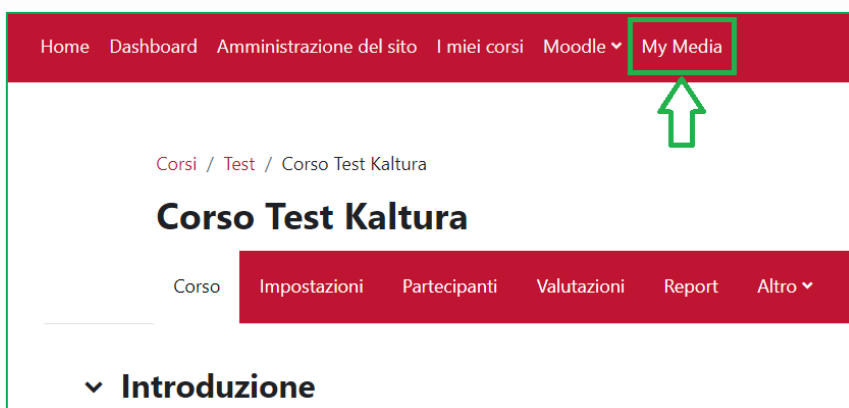 Home Dashboard Amministrazione del sito I miei corsi Moodle My Media
Corsi / Test / Corso Test Kaltura
Corso Test Kaltura
Corso Impostazioni Partecipanti Valutazioni Report Altro
Introduzione